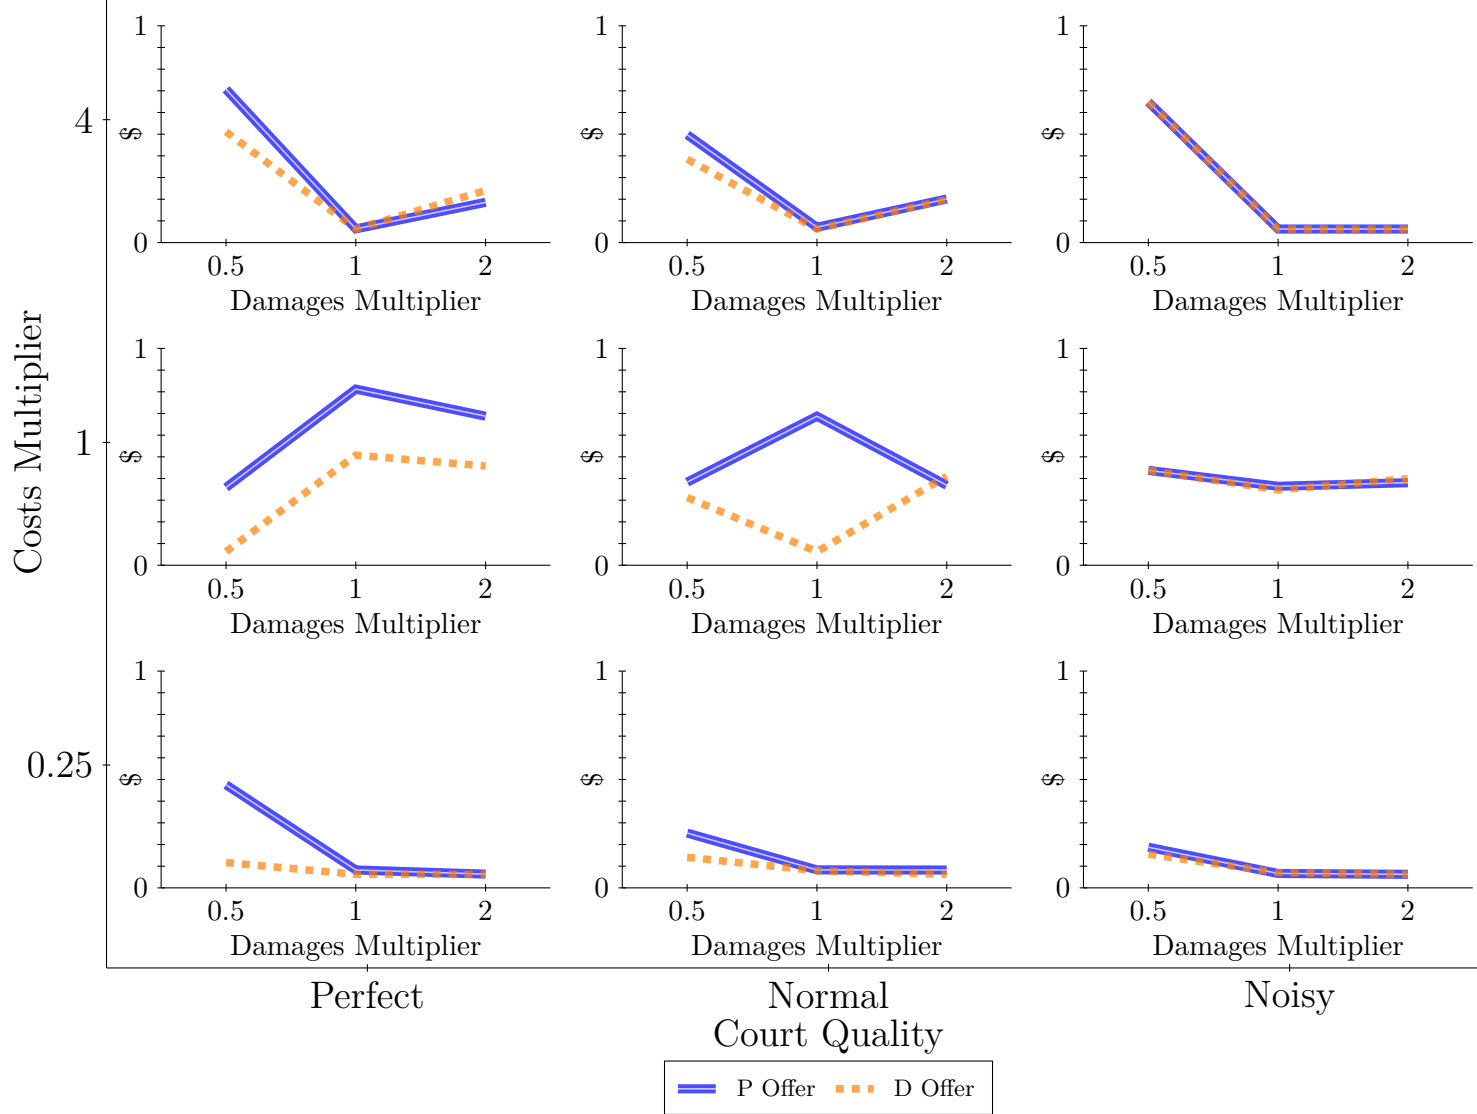 1
1
1
4
$
$
$
0
0
0
0.5 1 2
0.5 1 2
0.5 1 2
Damages Multiplier
Damages Multiplier
Damages Multiplier
Costs Multiplier
1
1
1
1
$
$
$
0
0
0
0.5 1 2
0.5 1 2
0.5 1 2
Damages Multiplier
Damages Multiplier
Damages Multiplier
1
1
1
0.25
$
$
$
0
0
0
0.5 1 2
0.5 1 2
0.5 1 2
Damages Multiplier
Damages Multiplier
Damages Multiplier
Perfect
Normal
Noisy
Court Quality
P Offer
D Offer